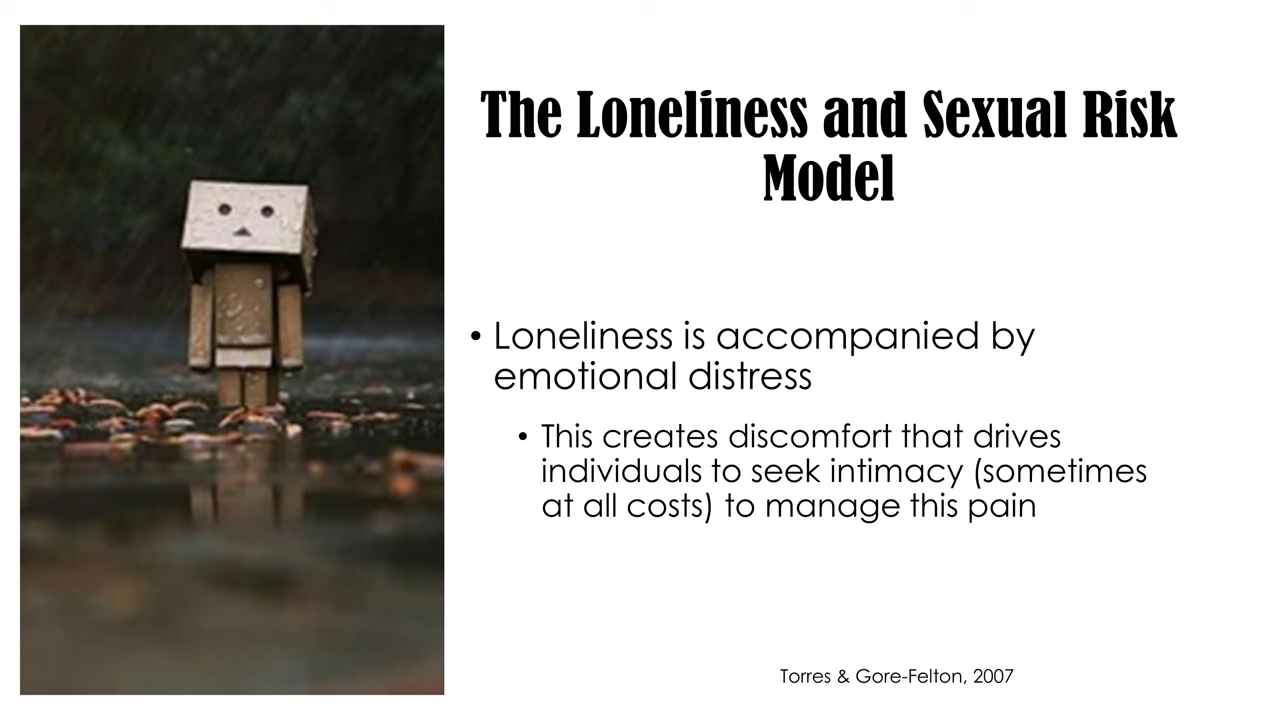 The Loneliness and Sexual Risk
Model
• Loneliness is accompanied by
emotional distress
• This creates discomfort that drives
individuals to seek intimacy (sometimes
at all costs) to manage this pain
Torres & Gore-Felton, 2007